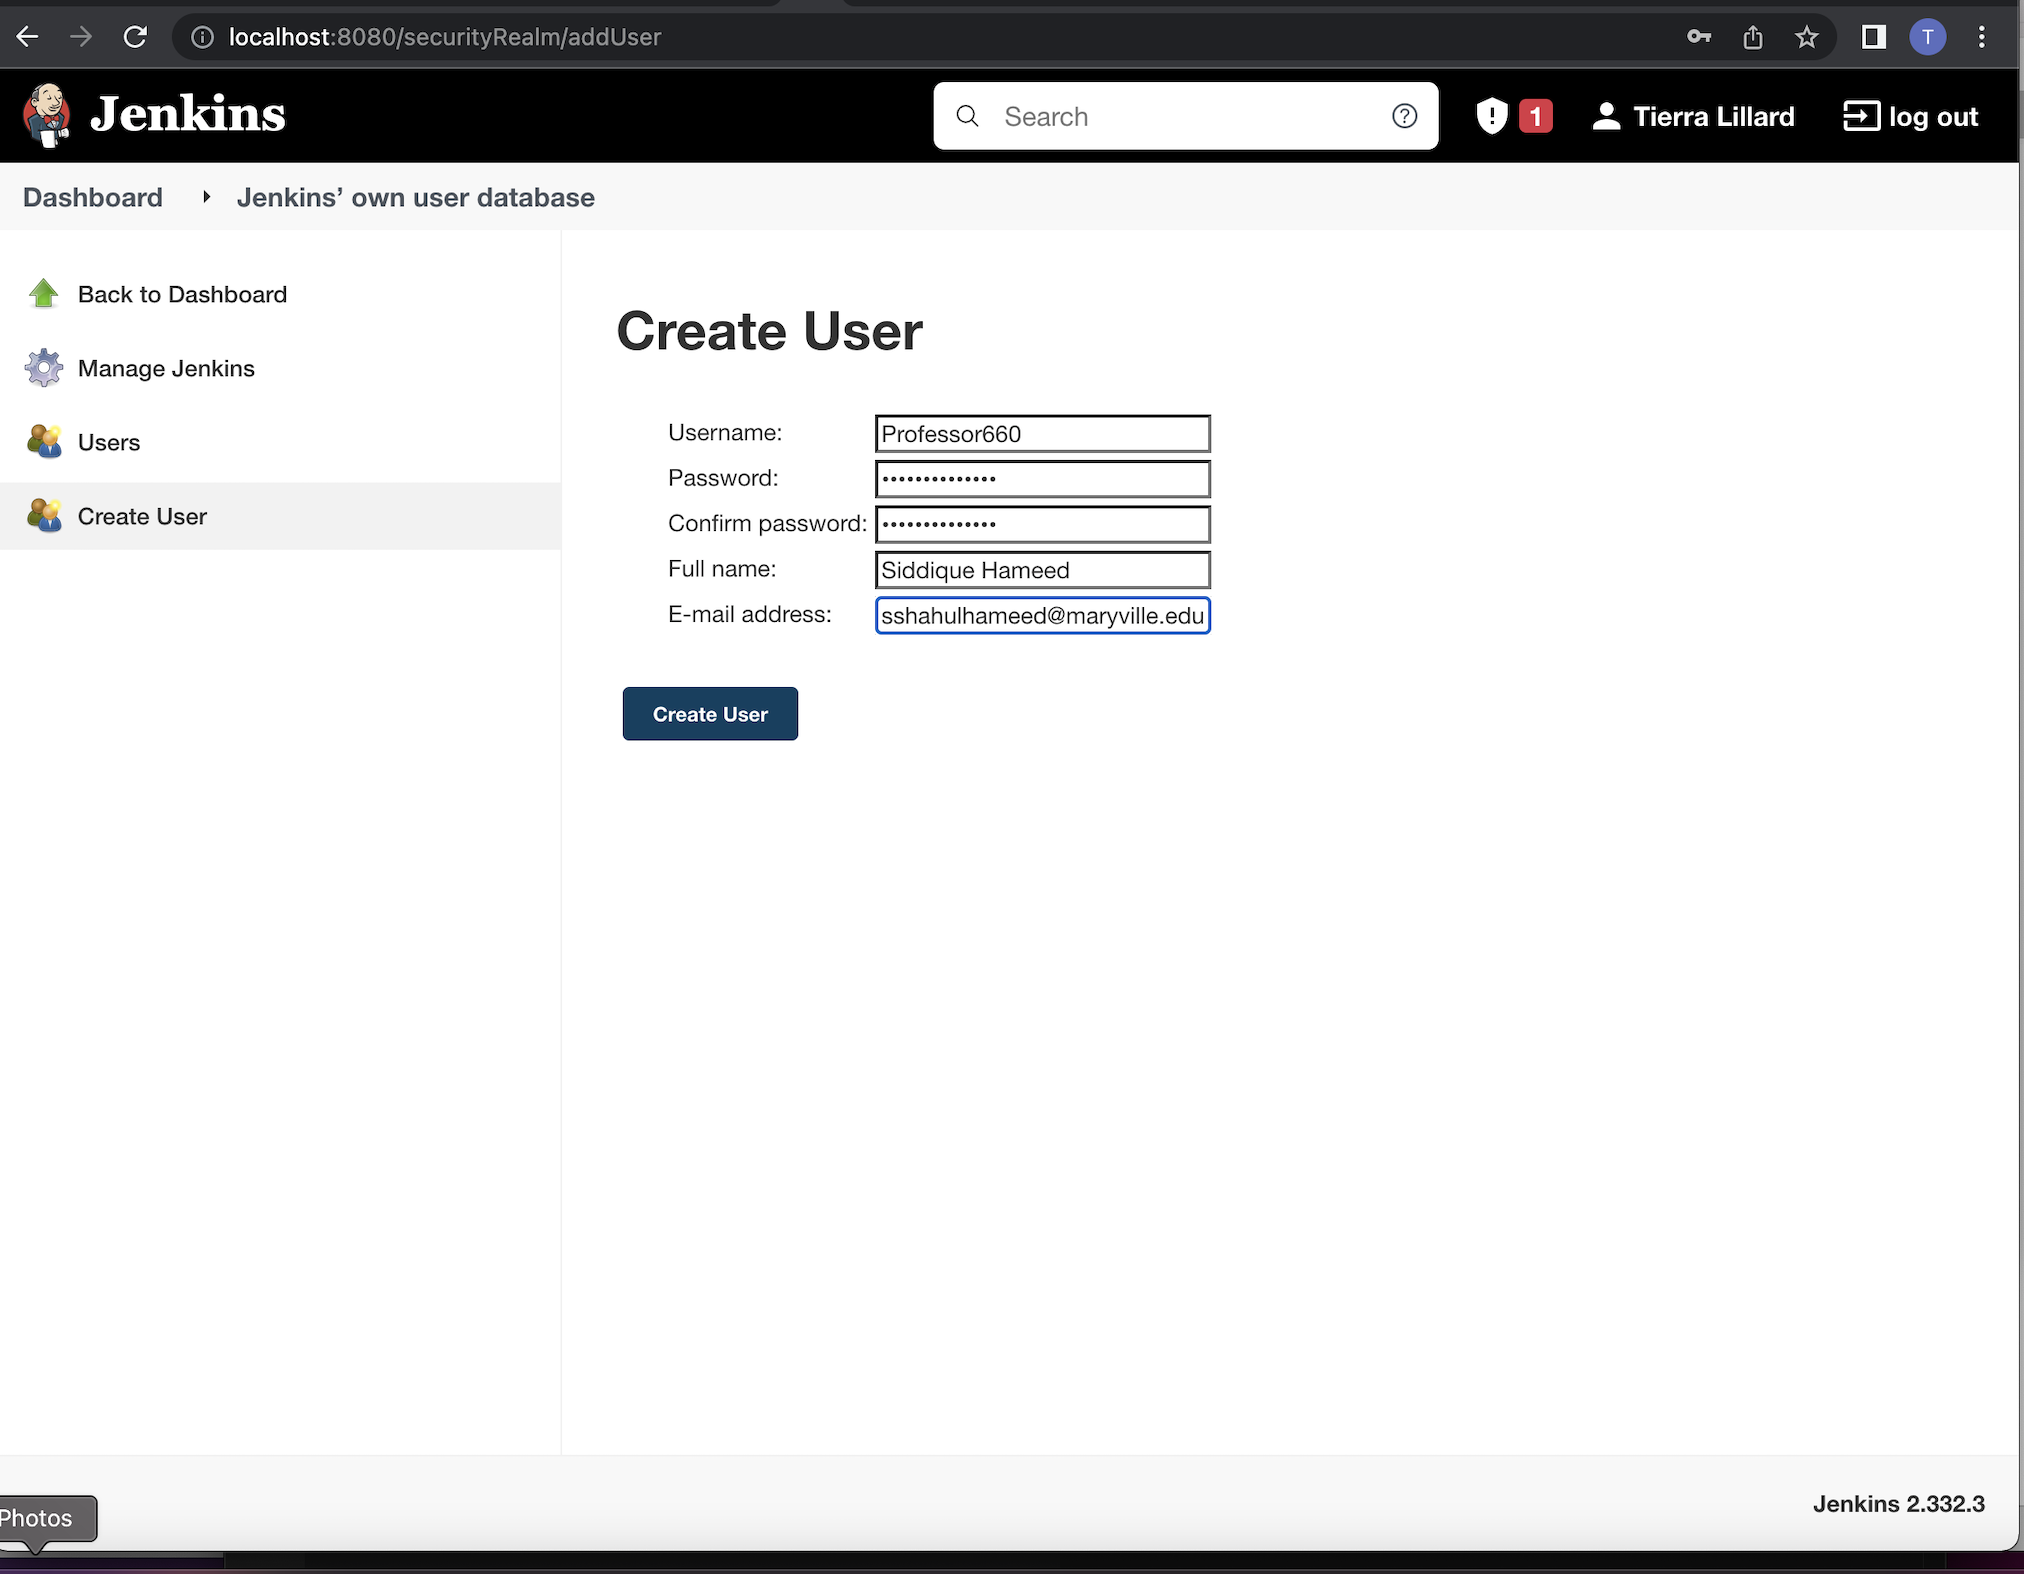 localhost:8080/securityRealm/addUser
T
Jenkins
Search
1
Tierra Lillard
log out
Dashboard
Jenkins’ own user database
Back to Dashboard
Manage Jenkins
Users
Create User
Create User
Username:
Professor660
Password:
••••••••••••••
Confirm password:
••••••••••••••
Full name:
Siddique Hameed
E-mail address:
sshahulhameed@maryville.edu
Create User
Jenkins 2.332.3
Photos